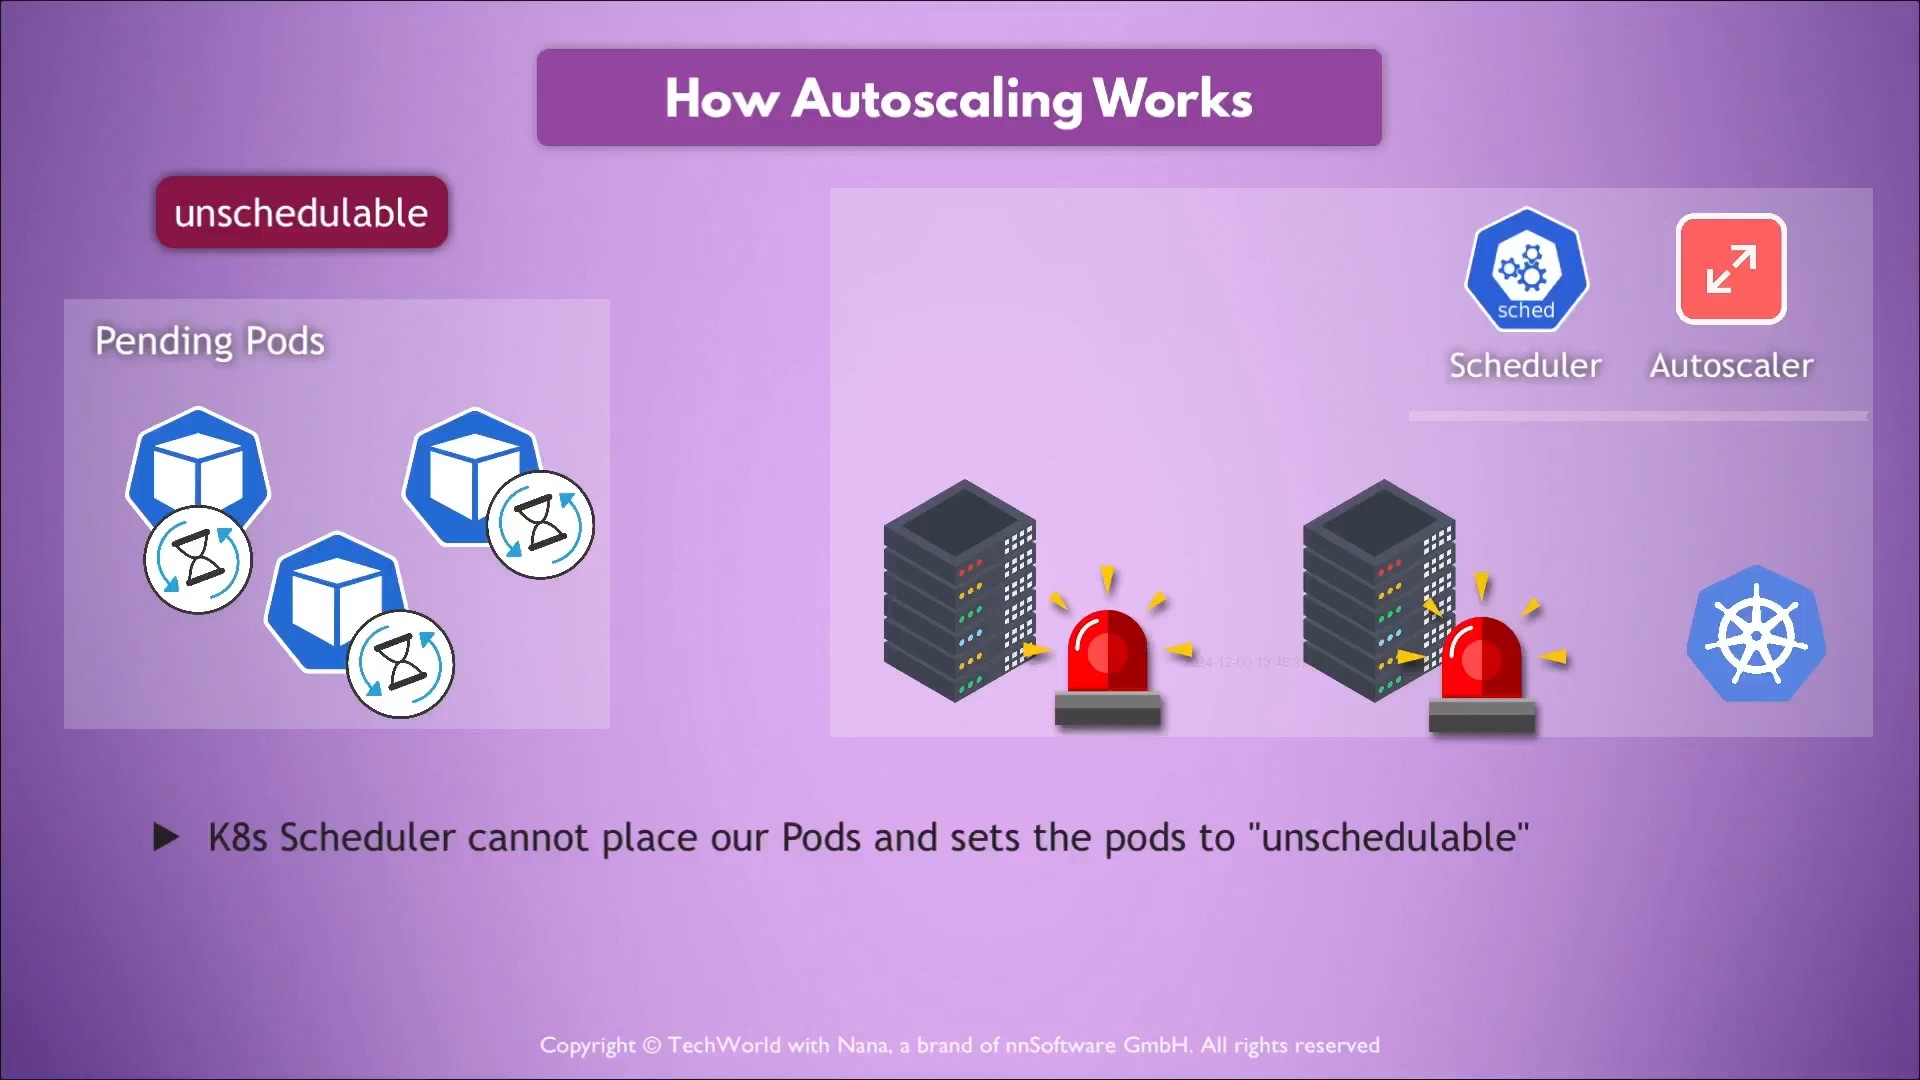 How Autoscaling Works
unschedulable
Pending Pods
sched
Scheduler
Autoscaler
K8s Scheduler cannot place our Pods and sets the pods to "unschedulable"
Copyright © TechWorld with Nana, a brand of nnSoftware GmbH. All rights reserved